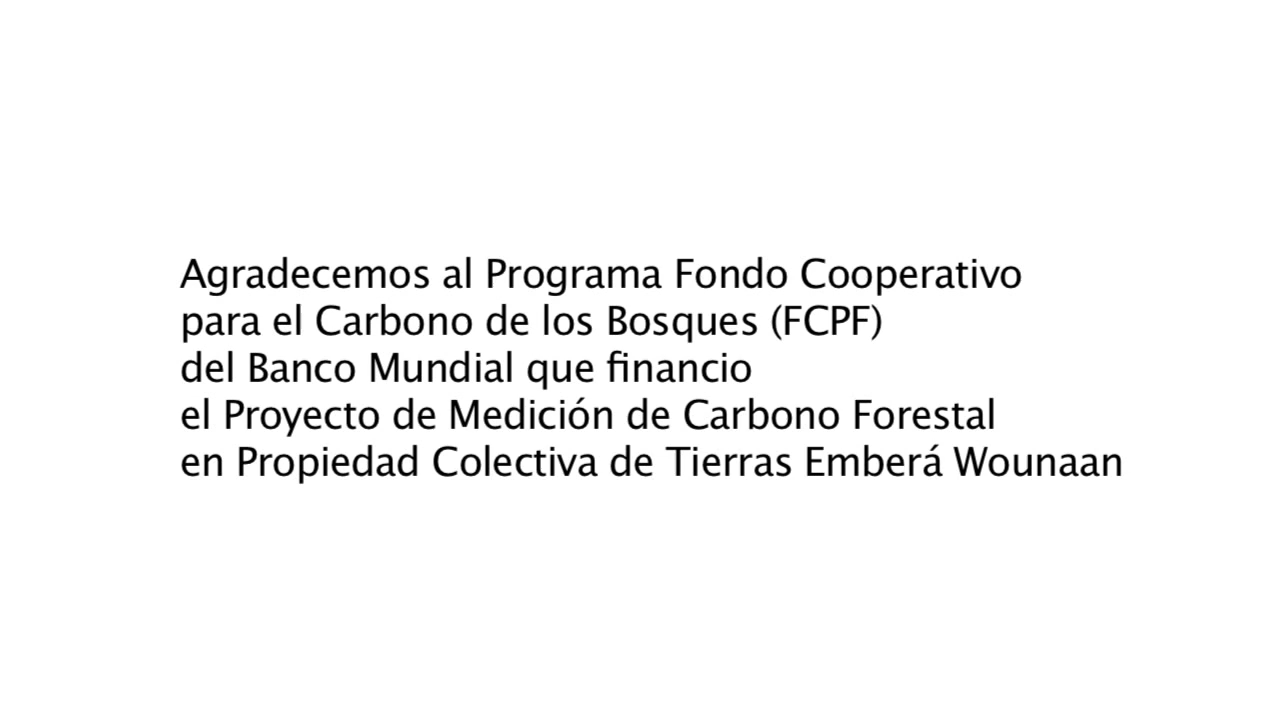 Agradecemos al Programa Fondo Cooperativo
para el Carbono de los Bosques (FCPF)
del Banco Mundial que financio
el Proyecto de Medición de Carbono Forestal
en Propiedad Colectiva de Tierras Emberá Wounaan